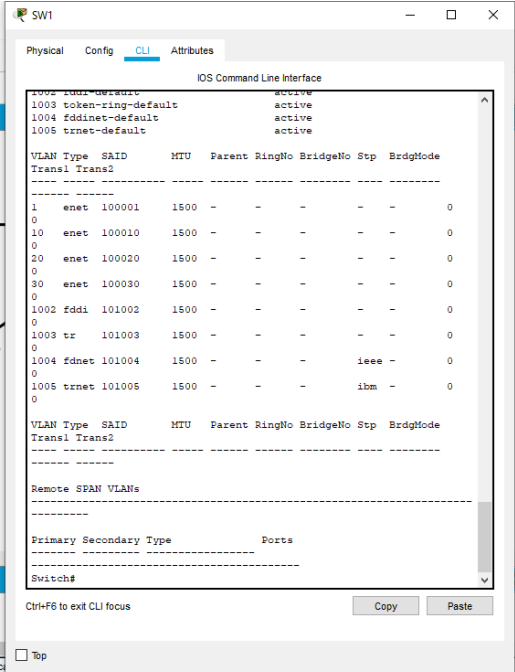 SW1
Physical Config CLI Attributes
IOS Command Line Interface
1002 fddi-default active
1003 token-ring-default active
1004 fddinet-default active
1005 trnet-default active
VLAN Type SAID MTU Parent RingNo BridgeNo Stp BrdgMode
Trans1 Trans2
---- ----- ---------- ----- ------ ------ -------- ---- --------
------ ------
1 enet 100001 1500 - - - - - 0
0
10 enet 100010 1500 - - - - - 0
0
20 enet 100020 1500 - - - - - 0
0
30 enet 100030 1500 - - - - - 0
0
1002 fddi 101002 1500 - - - - - 0
0
1003 tr 101003 1500 - - - - - 0
0
1004 fdnet 101004 1500 - - - ieee - 0
0
1005 trnet 101005 1500 - - - ibm - 0
0
VLAN Type SAID MTU Parent RingNo BridgeNo Stp BrdgMode
Trans1 Trans2
---- ----- ---------- ----- ------ ------ -------- ---- --------
------ ------
Remote SPAN VLANs
----------------------------------------------------------------------
---------
Primary Secondary Type Ports
------- --------- -----------------
------------------------------------------
Switch#
Ctrl+F6 to exit CLI focus
Copy Paste
Top